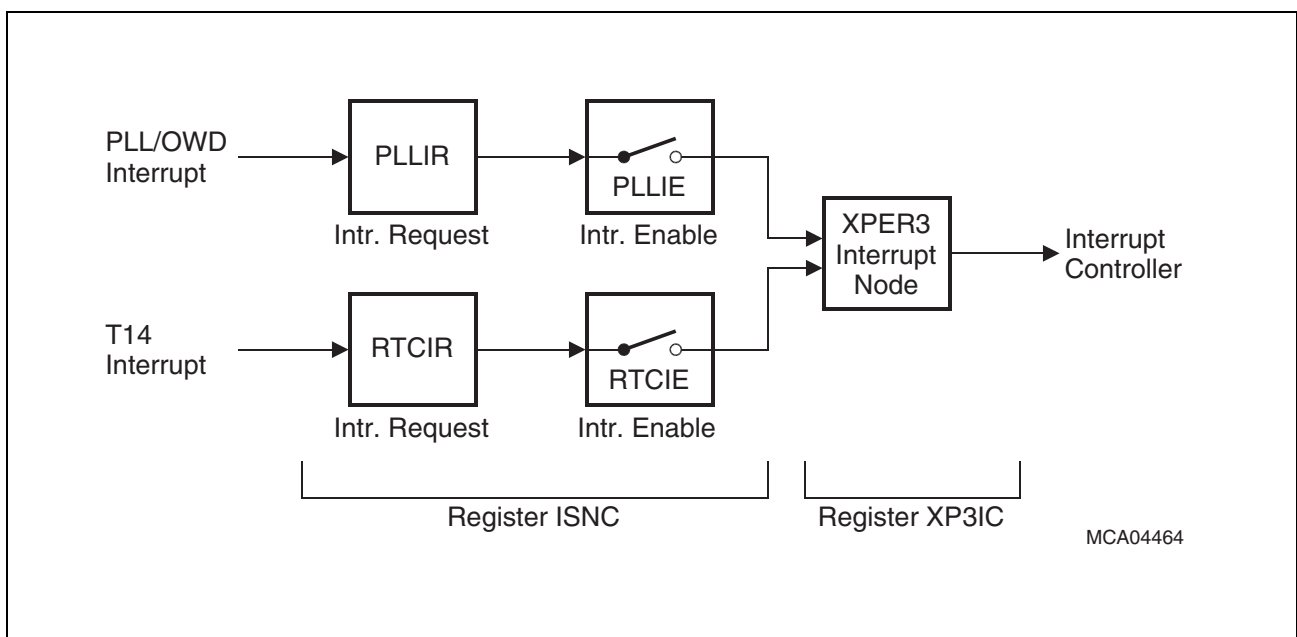 PLL/OWD
Interrupt
PLLIR
PLLIE
Intr. Request
Intr. Enable
XPER3
Interrupt
Node
Interrupt
Controller
T14
Interrupt
RTCIR
RTCIE
Intr. Request
Intr. Enable
Register ISNC
Register XP3IC
MCA04464